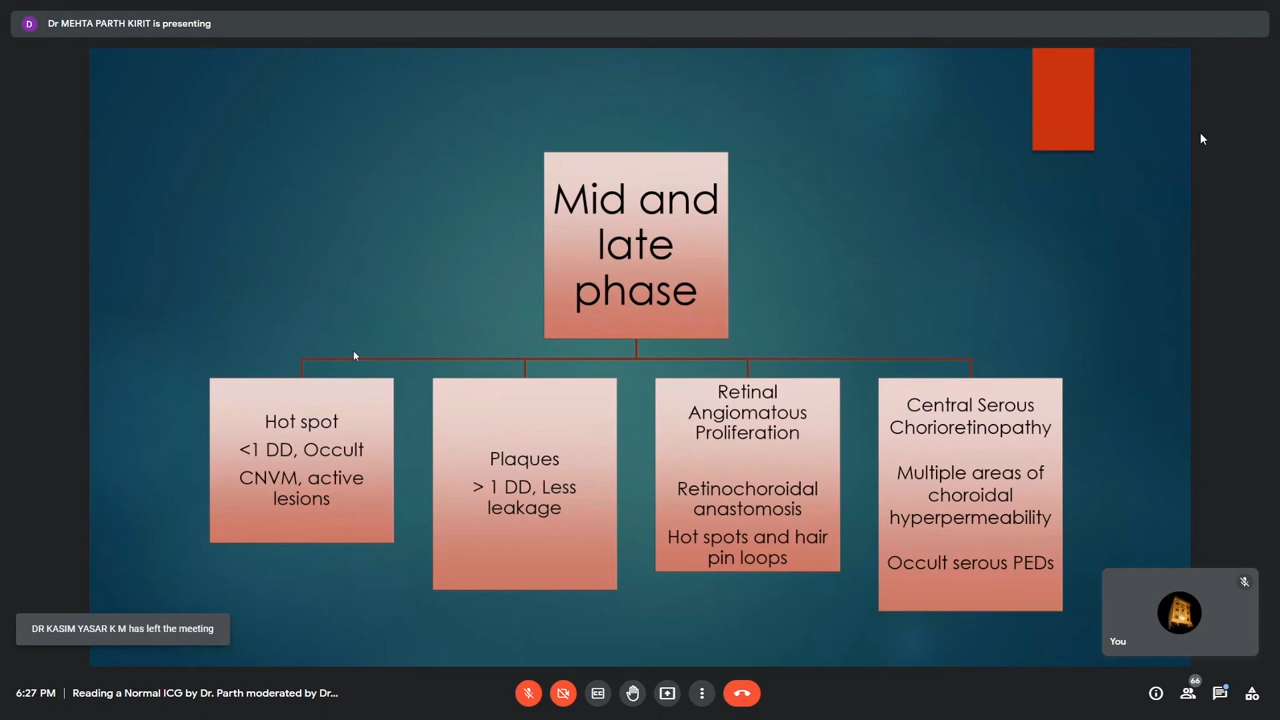 D
Dr MEHTA PARTH KIRIT is presenting
Mid and
late
phase
Hot spot
<1 DD, Occult
CNVM, active
lesions
Plaques
> 1 DD, Less
leakage
Retinal
Angiomatous
Proliferation
Retinochoroidal
anastomosis
Hot spots and hair
pin loops
Central Serous
Chorioretinopathy
Multiple areas of
choroidal
hyperpermeability
Occult serous PEDs
You
DR KASIM YASAR K M has left the meeting
6:27 PM | Reading a Normal ICG by Dr. Parth moderated by Dr...
CC
66